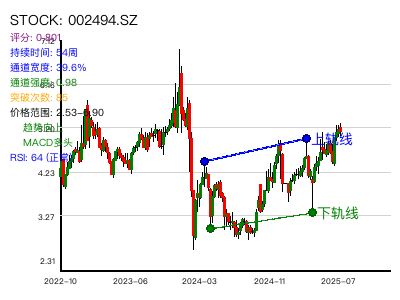 STOCK: 002494.SZ
评分: 0.801
7.12
持续时间: 54周
通道宽度: 39.6%
通道强度: 0.98
突破次数: 85
价格范围: 2.53-6.90
趋势向上
MACD多头
上轨线
RSI: 64 (正常)
4.23
下轨线
3.27
2.31
2022-10
2023-06
2024-03
2024-11
2025-07